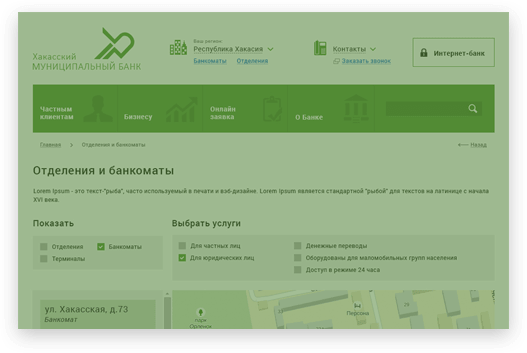 Хакасский
МУНИЦИПАЛЬНЫЙ БАНК
Ваш регион:
Республика Хакасия
Банкоматы Отделения
Контакты
Заказать звонок
Интернет-банк
Частным
клиентам
Бизнесу
Онлайн
заявка
О Банке
Главная Отделения и банкоматы
Назад
Отделения и банкоматы
Lorem Ipsum - это текст-"рыба", часто используемый в печати и вэб-дизайне. Lorem Ipsum является стандартной "рыбой" для текстов на латинице с начала
XVI века.
Показать
Отделения Банкоматы
Терминалы
Выбрать услуги
Для частных лиц
Для юридических лиц
Денежные переводы
Оборудованы для маломобильных групп населения
Доступ в режиме 24 часа
ул. Хакасская, д.73
Банкомат
парк
Орленок
Персона